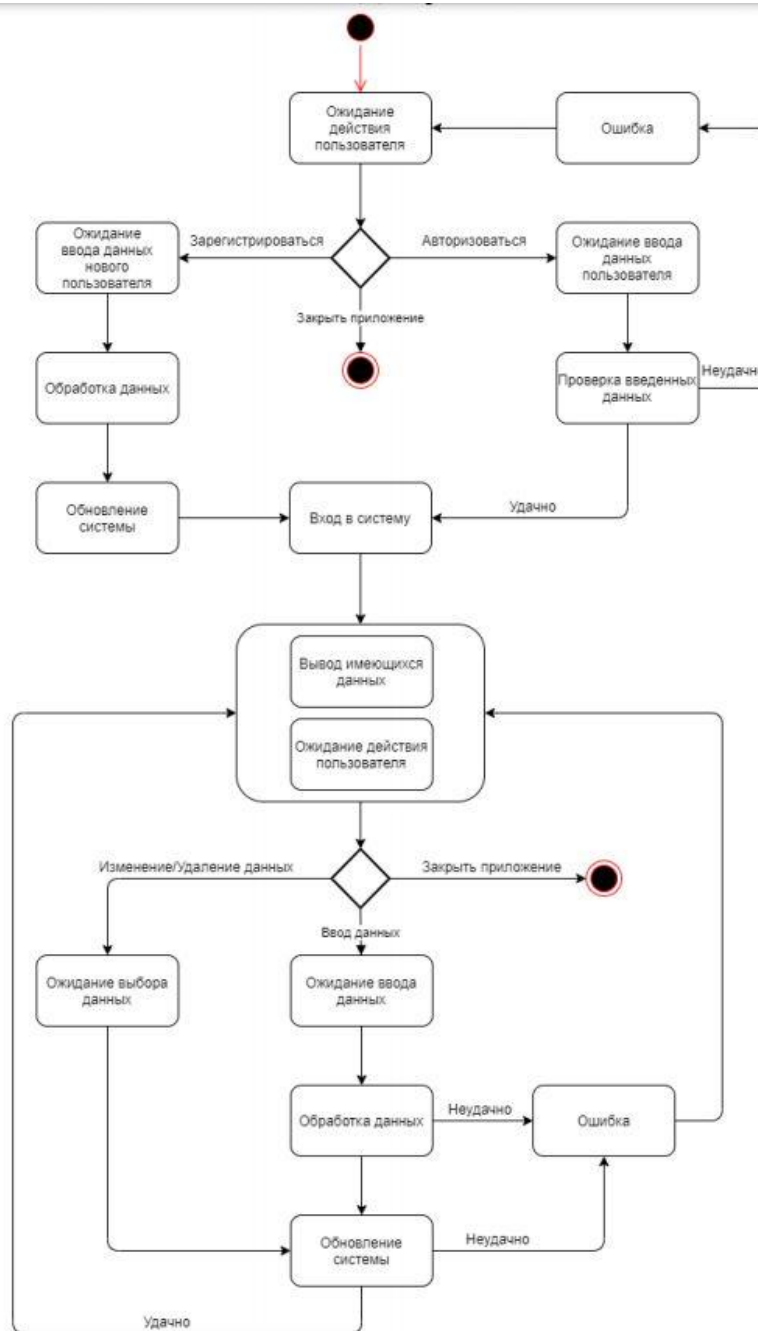 Ожидание
действия
пользователя
Ошибка
Ожидание
ввода данных
нового
пользователя
Зарегистрироваться
Авторизоваться
Ожидание ввода
данных
пользователя
Закрыть приложение
Обработка данных
Проверка введенных
данных
Неудачно
Обновление
системы
Вход в систему
Удачно
Вывод имеющихся
данных
Ожидание действия
пользователя
Изменение/Удаление данных
Закрыть приложение
Ввод данных
Ожидание выбора
данных
Ожидание ввода
данных
Обработка данных
Неудачно
Ошибка
Обновление
системы
Неудачно
Удачно